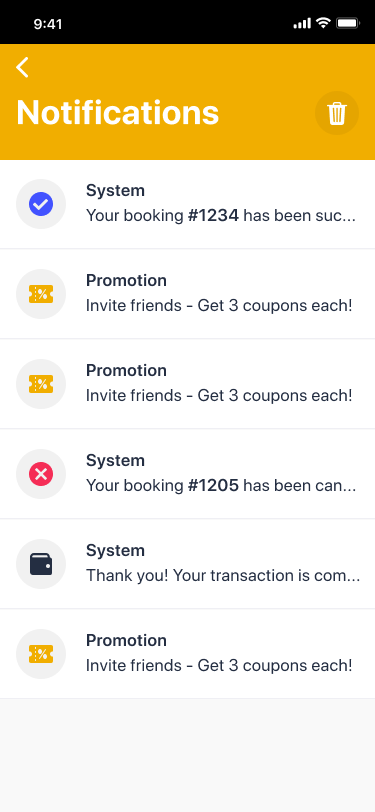 9:41
Notifications
System
Your booking #1234 has been suc...
Promotion
Invite friends - Get 3 coupons each!
Promotion
Invite friends - Get 3 coupons each!
System
Your booking #1205 has been can...
System
Thank you! Your transaction is com...
Promotion
Invite friends - Get 3 coupons each!